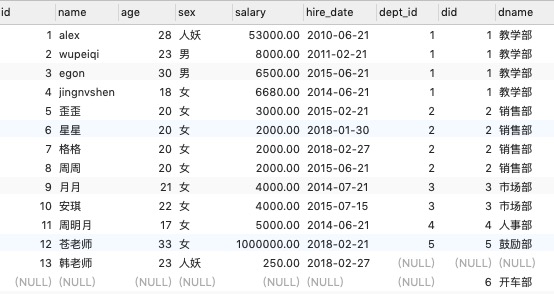 id name age sex salary hire_date dept_id did dname
1 alex 28 人妖 53000.00 2010-06-21 1 1 教学部
2 wupeiqi 23 男 8000.00 2011-02-21 1 1 教学部
3 egon 30 男 6500.00 2015-06-21 1 1 教学部
4 jingnvshen 18 女 6680.00 2014-06-21 1 1 教学部
5 歪歪 20 女 3000.00 2015-02-21 2 2 销售部
6 星星 20 女 2000.00 2018-01-30 2 2 销售部
7 格格 20 女 2000.00 2018-02-27 2 2 销售部
8 周周 20 女 2000.00 2015-06-21 2 2 销售部
9 月月 21 女 4000.00 2014-07-21 3 3 市场部
10 安琪 22 女 4000.00 2015-07-15 3 3 市场部
11 周明月 17 女 5000.00 2014-06-21 4 4 人事部
12 苍老师 33 女 1000000.00 2018-02-21 5 5 鼓励部
13 韩老师 23 人妖 250.00 2018-02-27 (NULL) (NULL) (NULL)
(NULL) (NULL) (NULL) (NULL) (NULL) (NULL) (NULL) 6 开车部